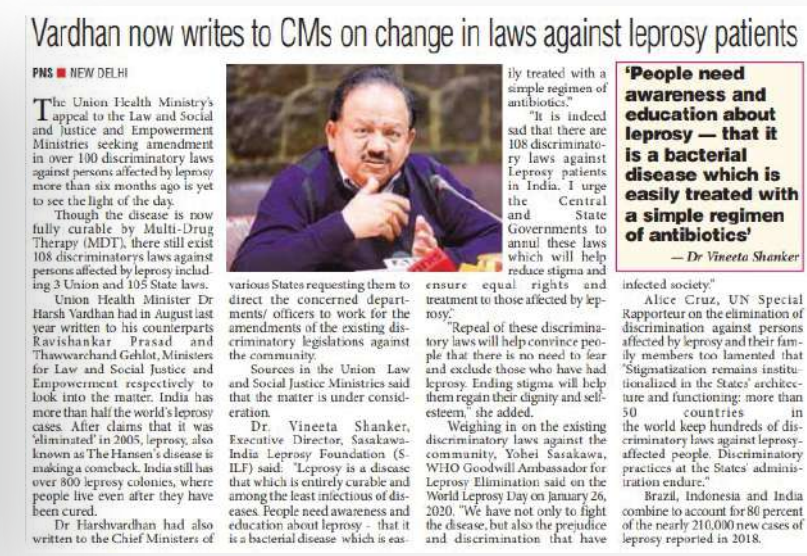 Vardhan now writes to CMs on change in laws against leprosy patients
PNS ■ NEW DELHI
The Union Health Ministry's
appeal to the Law and Social
and Justice and Empowerment
Ministries seeking amendment
in over 100 discriminatory laws
against persons affected by leprosy
more than six months ago is yet
to see the light of the day.
Though the disease is now
fully curable by Multi-Drug
Therapy (MDT), there still exist
108 discriminatorys laws against
persons affected by leprosy includ-
ing 3 Union and 105 State laws.
Union Health Minister Dr
Harsh Vardhan had in August last
year written to his counterparts
Ravishankar Prasad and
Thawwarchand Gehlot, Ministers
for Law and Social Justice and
Empowerment respectively to
look into the matter. India has
more than half the world's leprosy
cases. After claims that it was
'eliminated' in 2005, leprosy, also
known as The Hansen's disease is
making a comeback. India still has
over 800 leprosy colonies, where
people live even after they have
been cured.
Dr Harshvardhan had also
written to the Chief Ministers of
various States requesting them to
direct the concerned depart-
ments/ officers to work for the
amendments of the existing dis-
criminatory legislations against
the community.
Sources in the Union Law
and Social Justice Ministries said
that the matter is under consid-
eration.
Dr. Vineeta Shanker,
Executive Director, Sasakawa-
India Leprosy Foundation (S-
ILF) said: "Leprosy is a disease
that which is entirely curable and
among the least infectious of dis-
eases. People need awareness and
education about leprosy - that it
is a bacterial disease which is eas-
ily treated with a
simple regimen of
antibiotics."
"It is indeed
sad that there are
108 discriminato-
ry laws against
Leprosy patients
in India. I urge
the Central
and State
Governments to
annul these laws
which will help
reduce stigma and
ensure equal rights and
treatment to those affected by lep-
rosy."
"Repeal of these discrimina-
tory laws will help convince peo-
ple that there is no need to fear
and exclude those who have had
leprosy. Ending stigma will help
them regain their dignity and self-
esteem," she added.
Weighing in on the existing
discriminatory laws against the
community, Yohei Sasakawa,
WHO Goodwill Ambassador for
Leprosy Elimination said on the
World Leprosy Day on January 26,
2020, "We have not only to fight
the disease, but also the prejudice
and discrimination that have
'People need
awareness and
education about
leprosy — that it
is a bacterial
disease which is
easily treated with
a simple regimen
of antibiotics'
— Dr Vineeta Shanker
infected society."
Alice Cruz, UN Special
Rapporteur on the elimination of
discrimination against persons
affected by leprosy and their fam-
ily members too lamented that
"Stigmatization remains institu-
tionalized in the States' architec-
ture and functioning: more than
50 countries in
the world keep hundreds of dis-
criminatory laws against leprosy-
affected people. Discriminatory
practices at the States' adminis-
tration endure."
Brazil, Indonesia and India
combine to account for 80 percent
of the nearly 210,000 new cases of
leprosy reported in 2018.